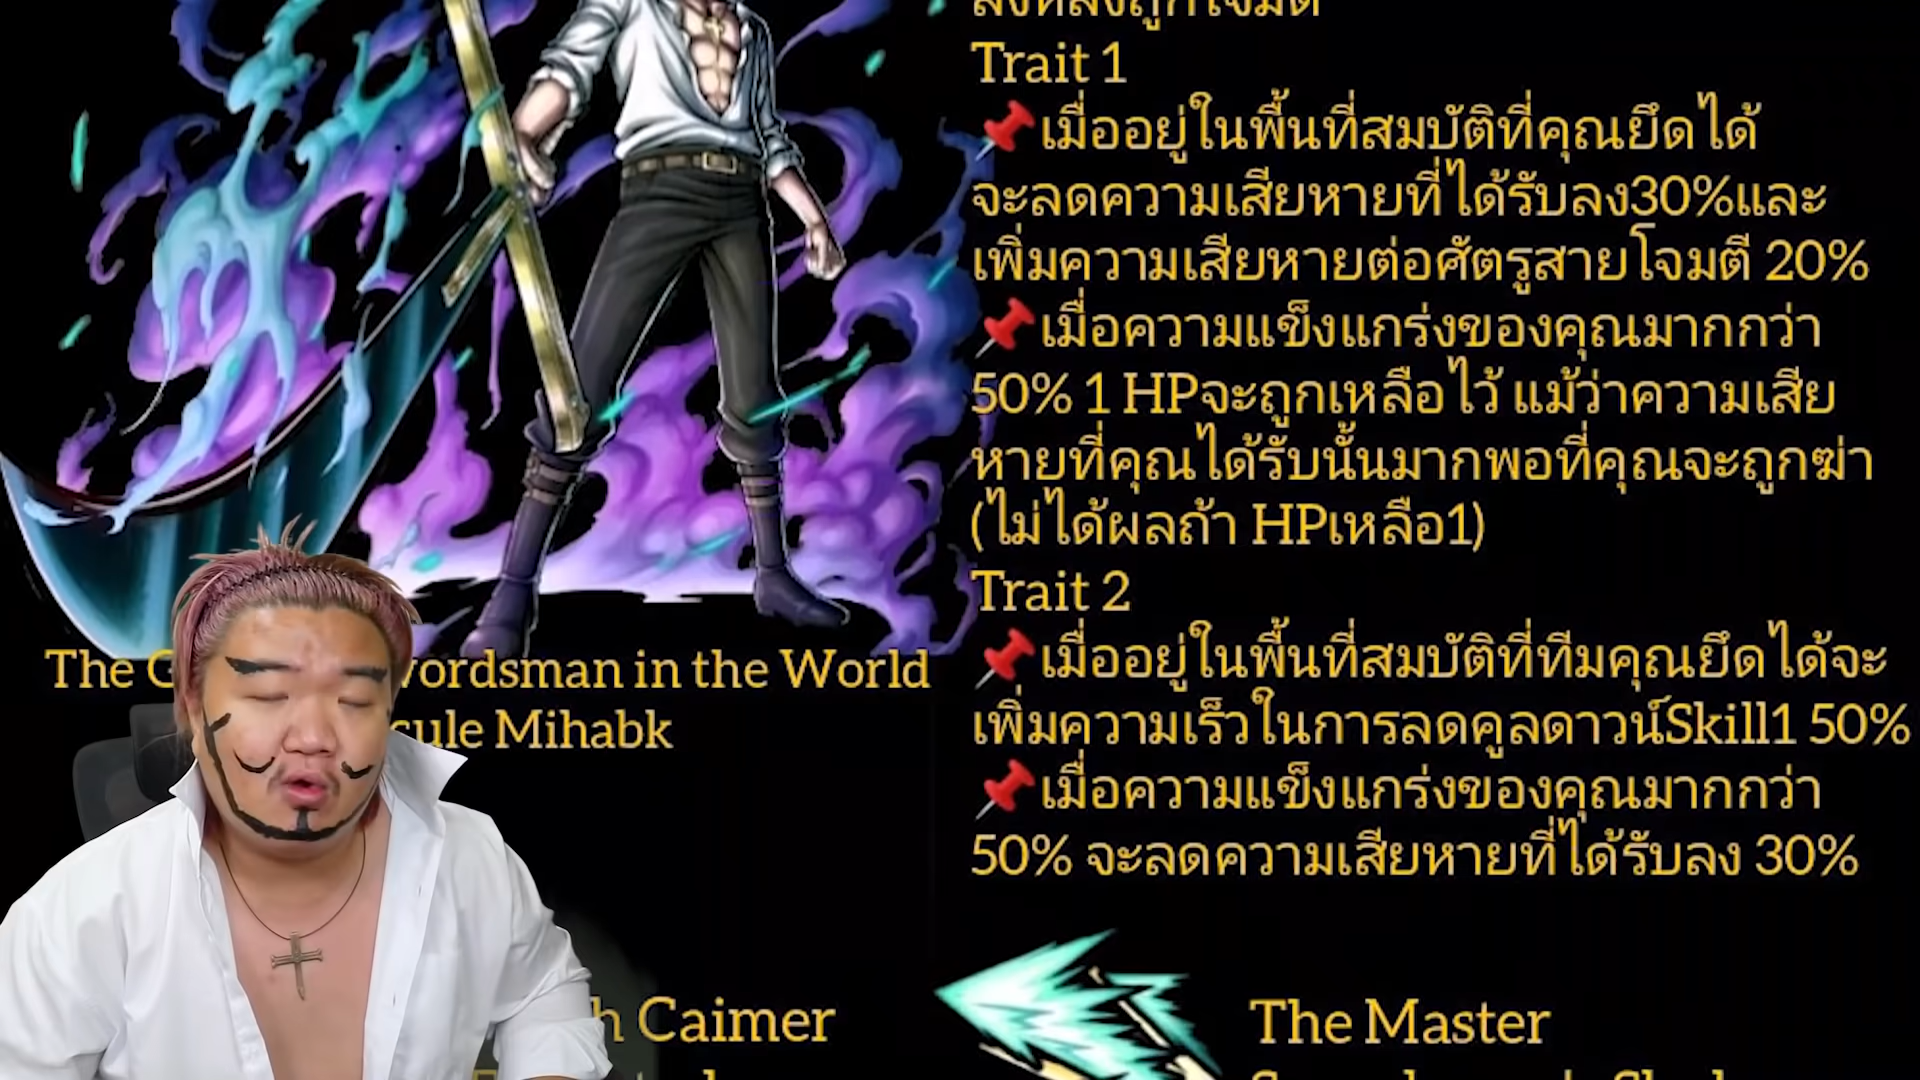 Trait 1
📌เมื่ออยู่ในพื้นที่สมบัติที่คุณยึดได้
จะลดความเสียหายที่ได้รับลง30%และ
เพิ่มความเสียหายต่อศัตรูสายโจมตี 20%
📌เมื่อความแข็งแกร่งของคุณมากกว่า
50% 1 HPจะถูกเหลือไว้ แม้ว่าความเสีย
หายที่คุณได้รับนั้นมากพอที่คุณจะถูกฆ่า
(ไม่ได้ผลถ้า HPเหลือ1)
Trait 2
📌เมื่ออยู่ในพื้นที่สมบัติที่ทีมคุณยึดได้จะ
เพิ่มความเร็วในการลดคูลดาวน์Skill1 50%
📌เมื่อความแข็งแกร่งของคุณมากกว่า
50% จะลดความเสียหายที่ได้รับลง 30%
The wordsman in the World
cule Mihabk
h Caimer
The Master